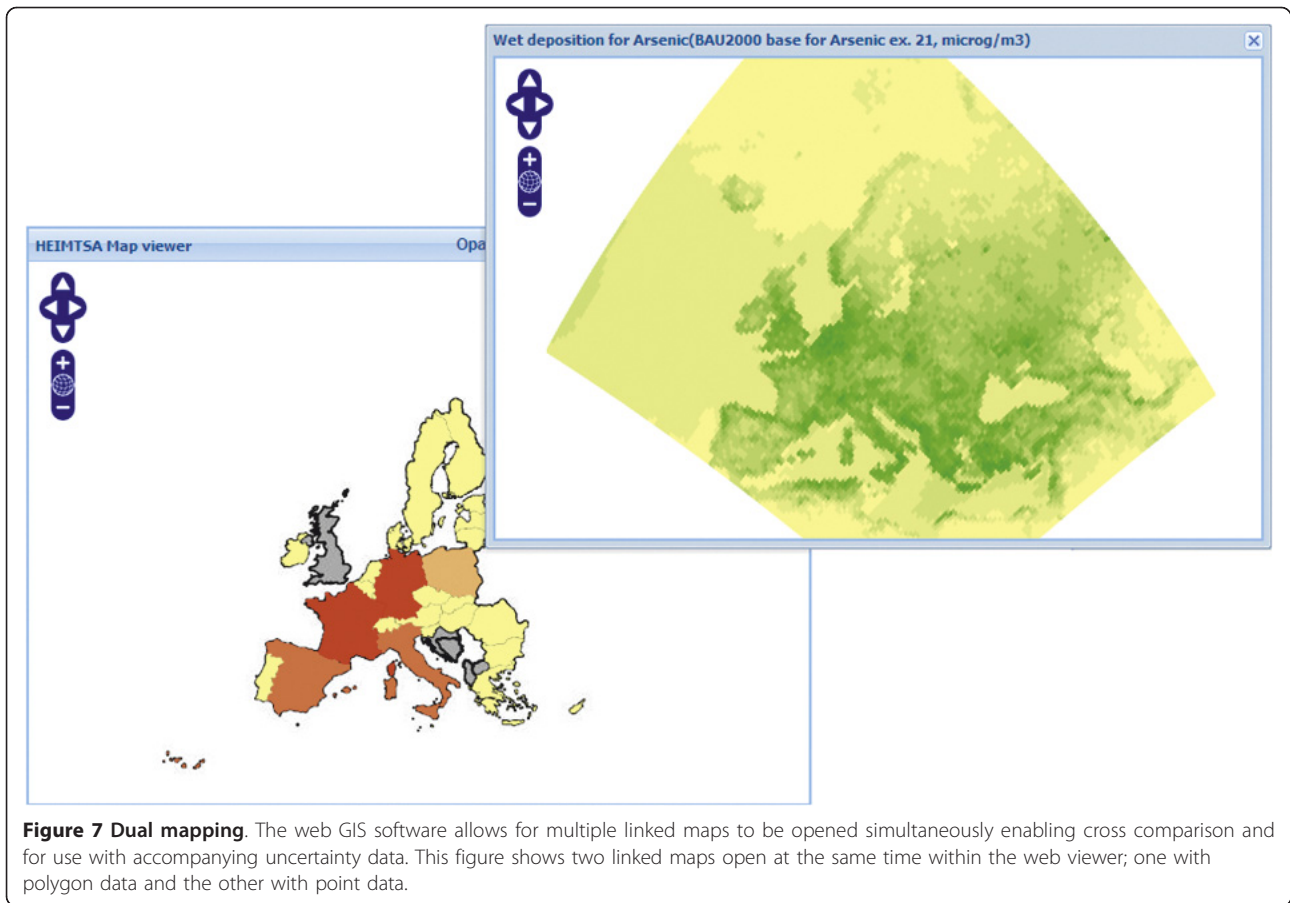 Wet deposition for Arsenic(BAU2000 base for Arsenic ex. 21, microg/m3)
HEIMTSA Map viewer
Opa
Figure 7 Dual mapping. The web GIS software allows for multiple linked maps to be opened simultaneously enabling cross comparison and
for use with accompanying uncertainty data. This figure shows two linked maps open at the same time within the web viewer; one with
polygon data and the other with point data.